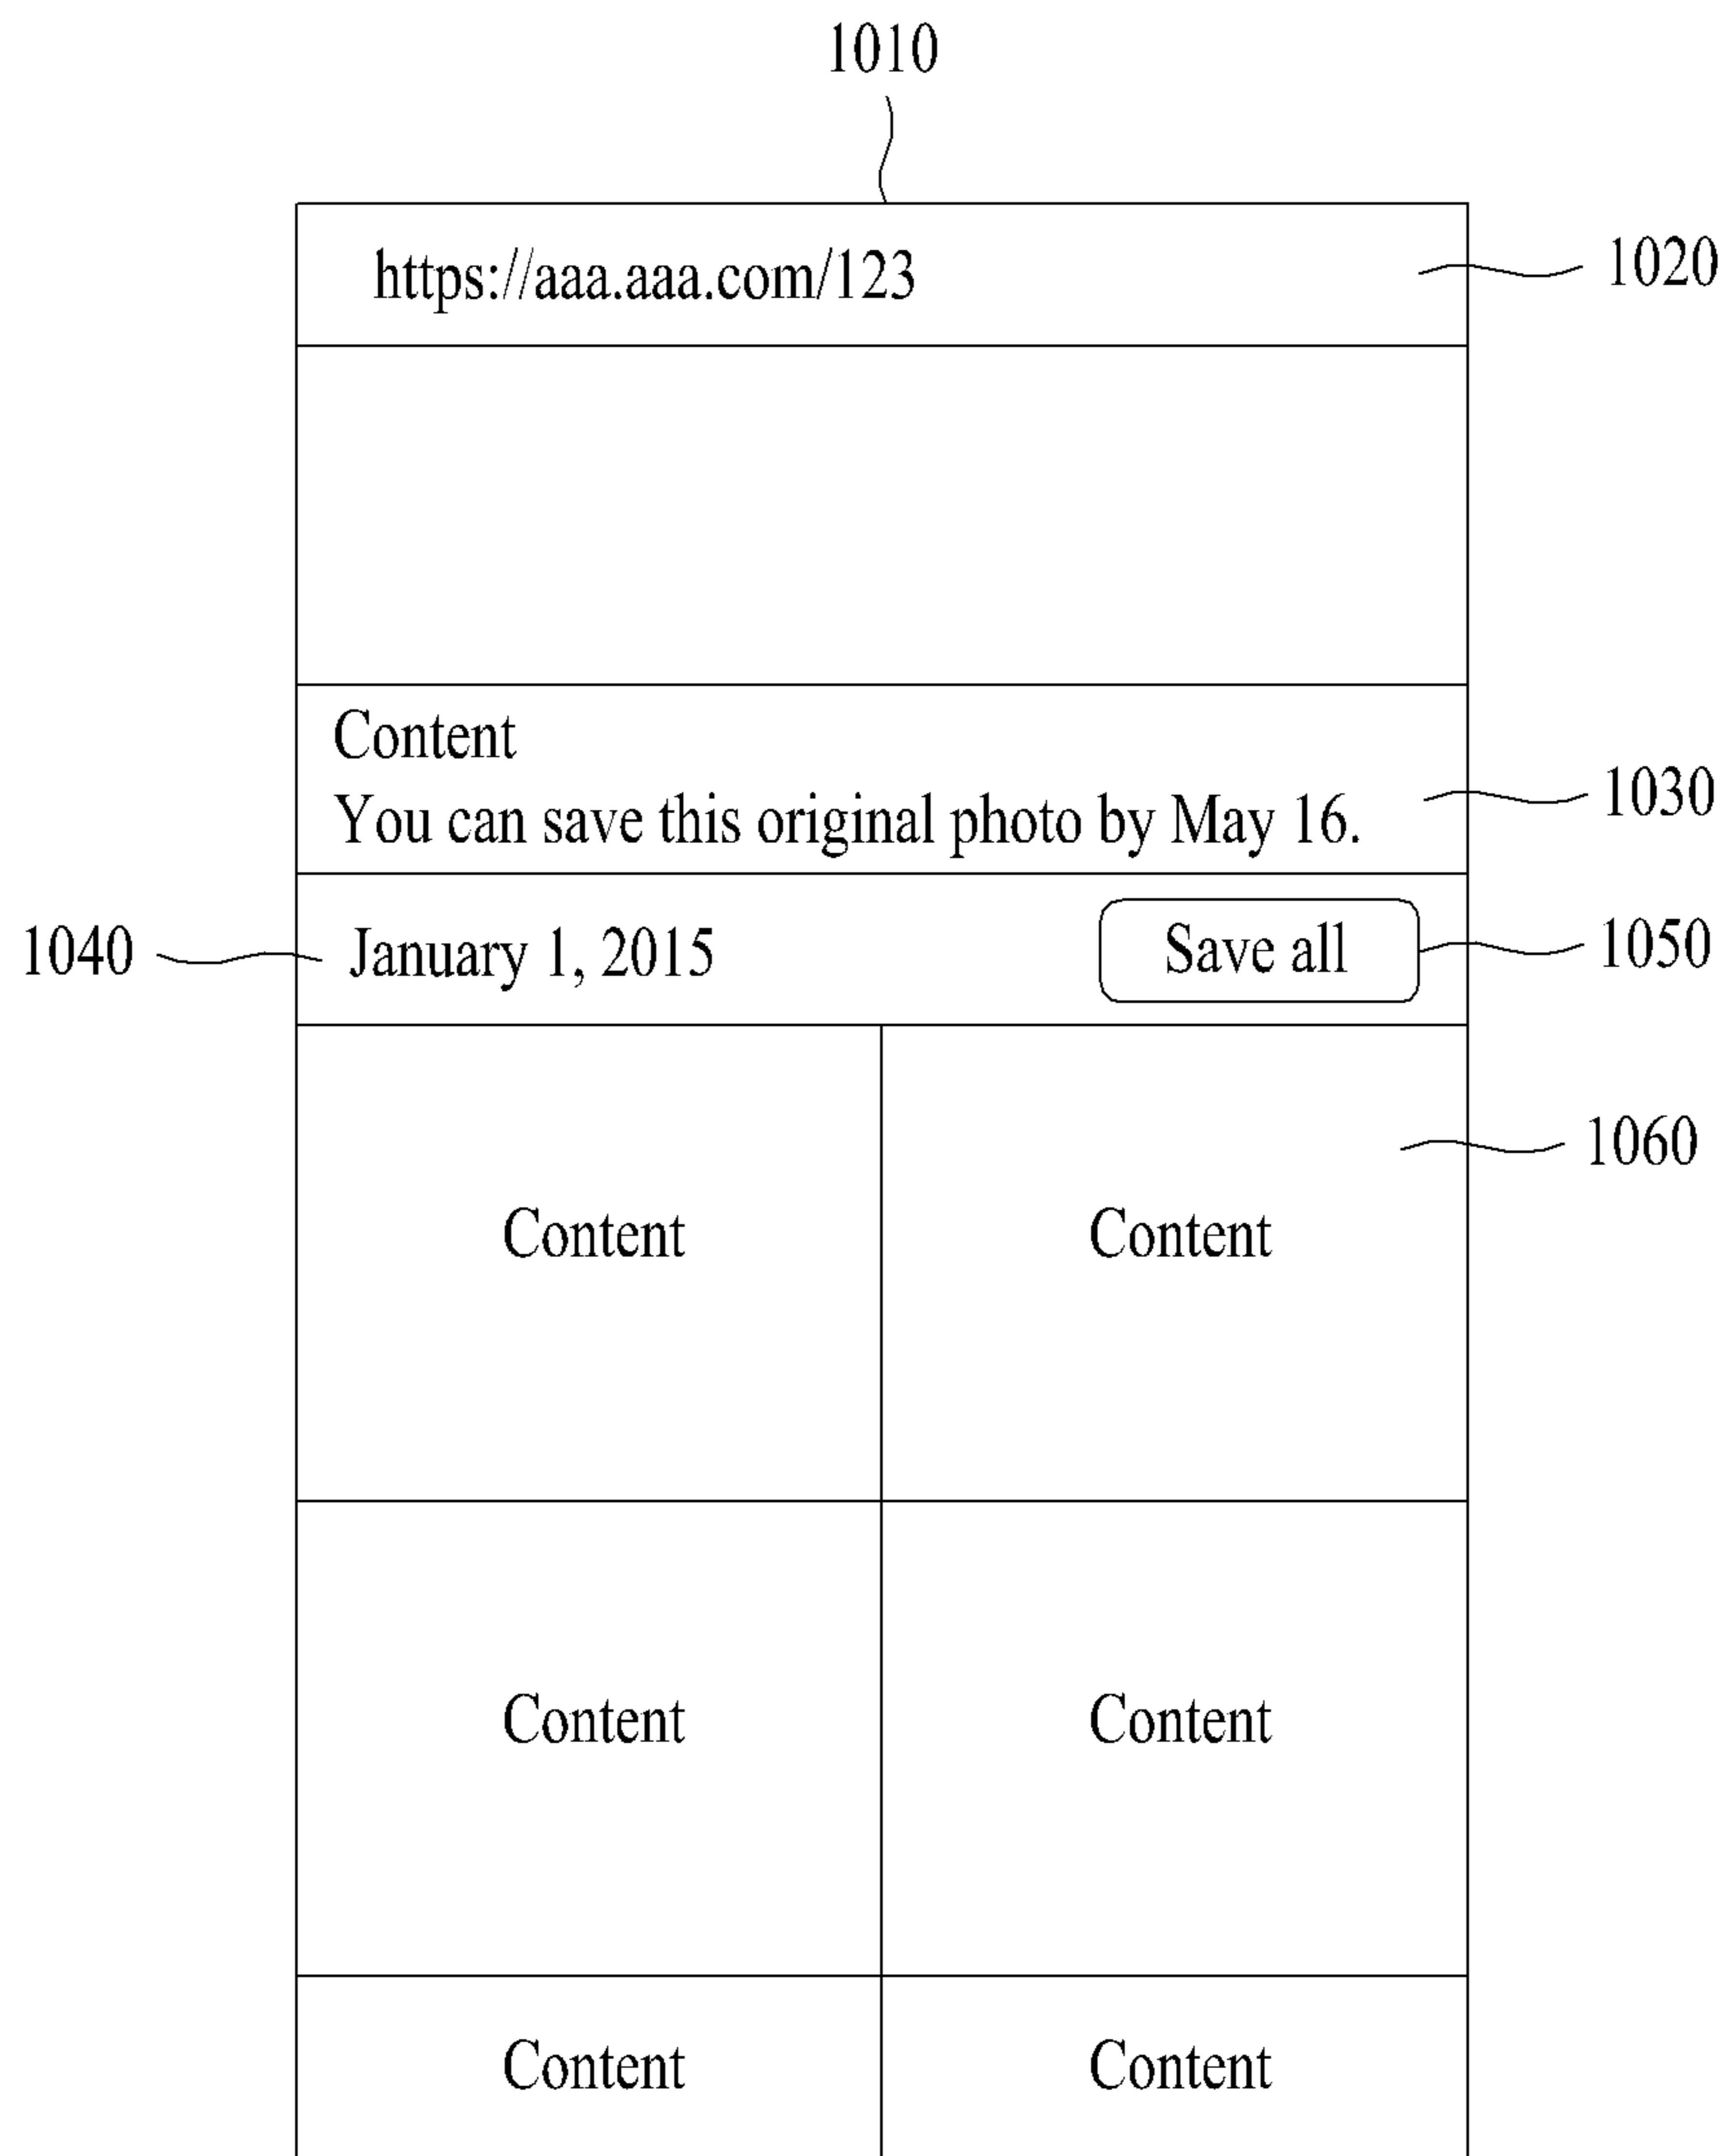 1010
https://aaa.aaa.com/123
1020
Content
You can save this original photo by May 16.
1030
1040
January 1, 2015
Save all
1050
1060
Content
Content
Content
Content
Content
Content